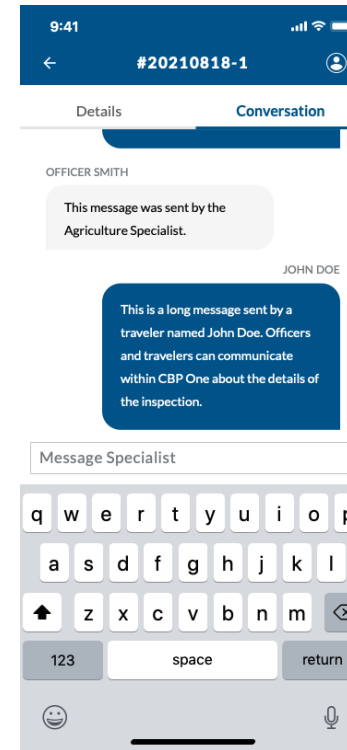 9:41
#20210818-1
Details Conversation
OFFICER SMITH
This message was sent by the
Agriculture Specialist.
JOHN DOE
This is a long message sent by a
traveler named John Doe. Officers
and travelers can communicate
within CBP One about the details of
the inspection.
Message Specialist
q w e r t y u i o p
a s d f g h j k l
z x c v b n m
123 space return